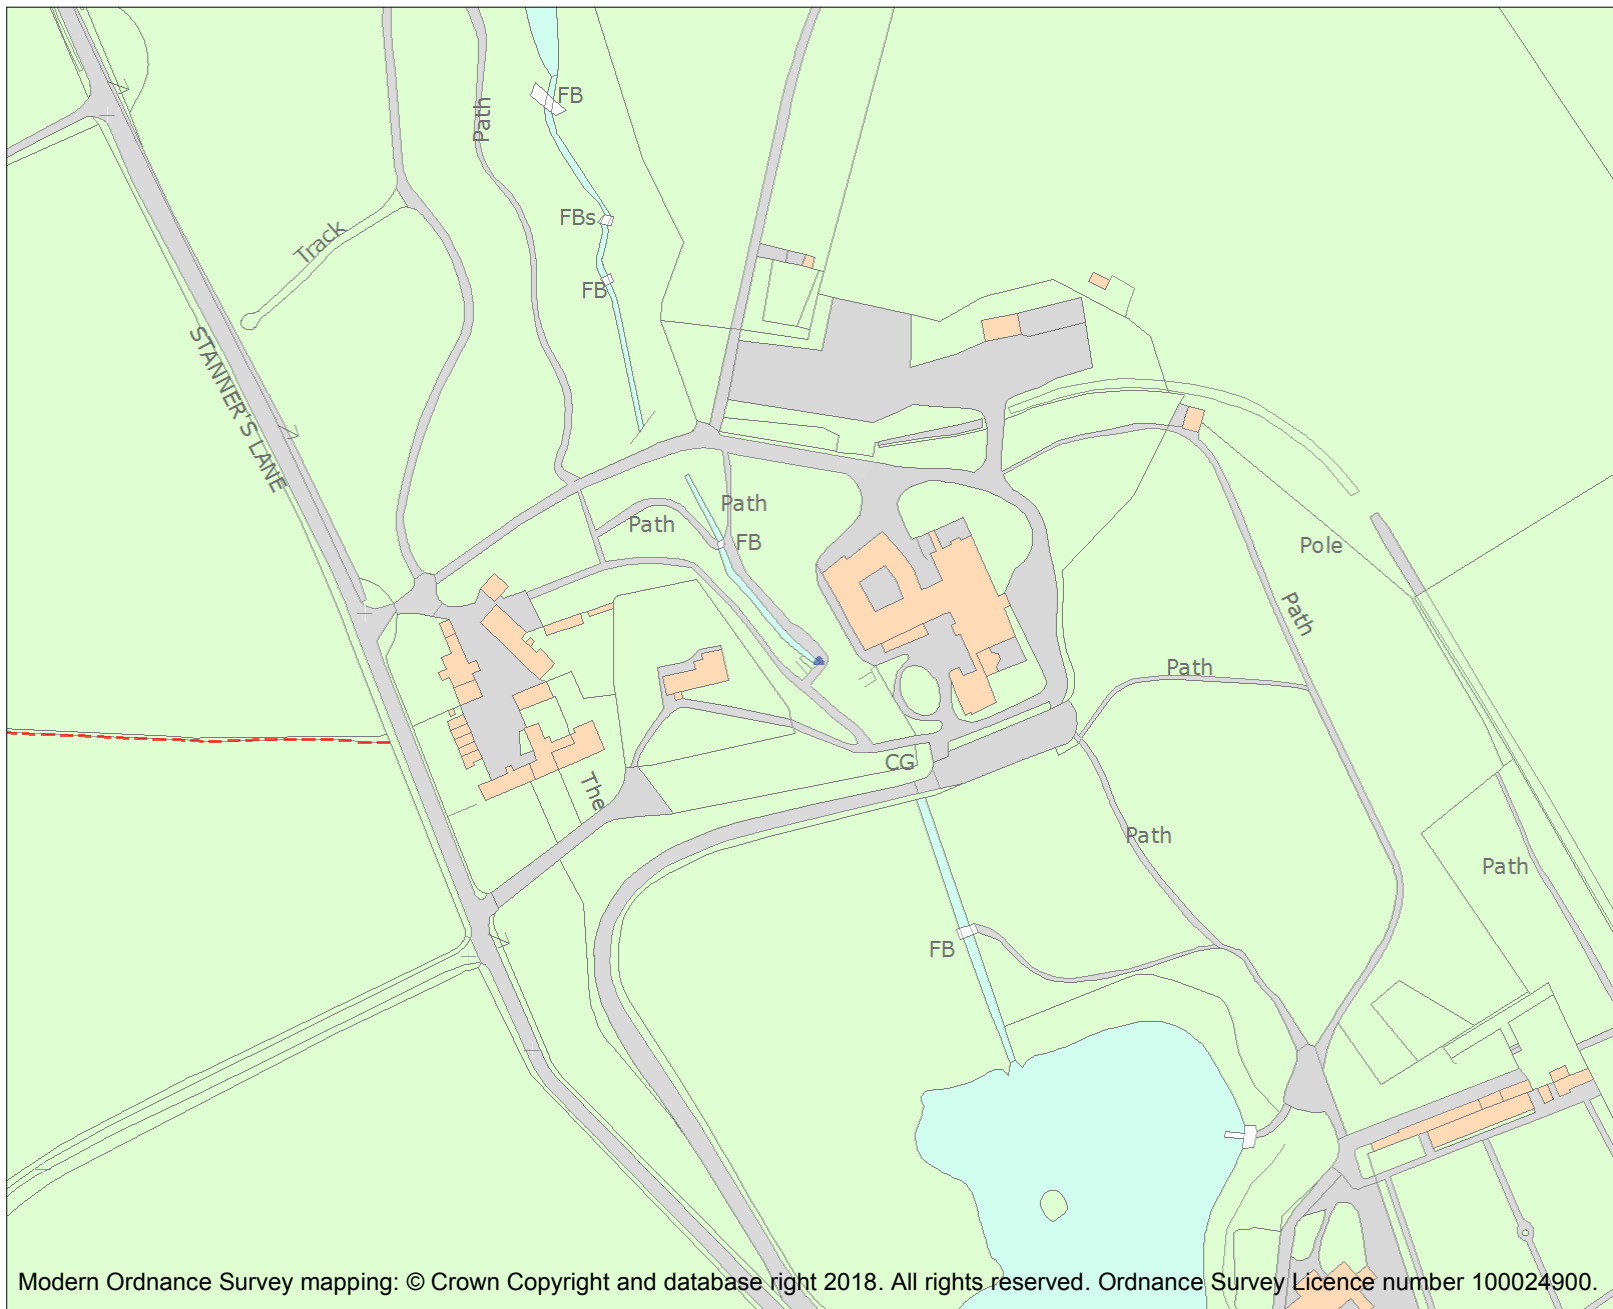 FB
Path
FBs
Track
FB
STANNER'S LANE
Path
Path
FB
Pole
Path
Path
CG
The
Path
Path
FB
Modern Ordnance Survey mapping: © Crown Copyright and database right 2018. All rights reserved. Ordnance Survey Licence number 100024900.